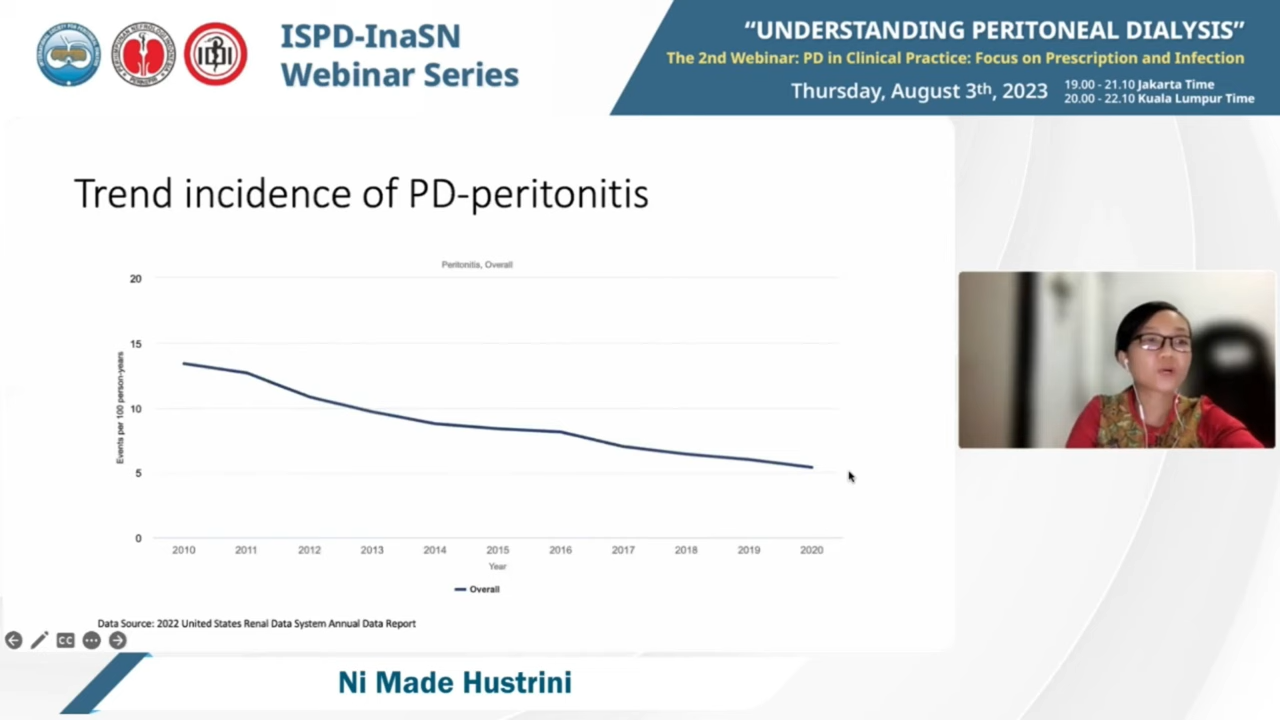 ISPD-InaSN
Webinar Series
“UNDERSTANDING PERITONEAL DIALYSIS”
The 2nd Webinar: PD in Clinical Practice: Focus on Prescription and Infection
Thursday, August 3th, 2023
19.00 - 21.10 Jakarta Time
20.00 - 22.10 Kuala Lumpur Time
Trend incidence of PD-peritonitis
Peritonitis, Overall
Events per 100 person-years
20
15
10
5
0
2010 2011 2012 2013 2014 2015 2016 2017 2018 2019 2020
Year
Overall
Data Source: 2022 United States Renal Data System Annual Data Report
CC
Ni Made Hustrini